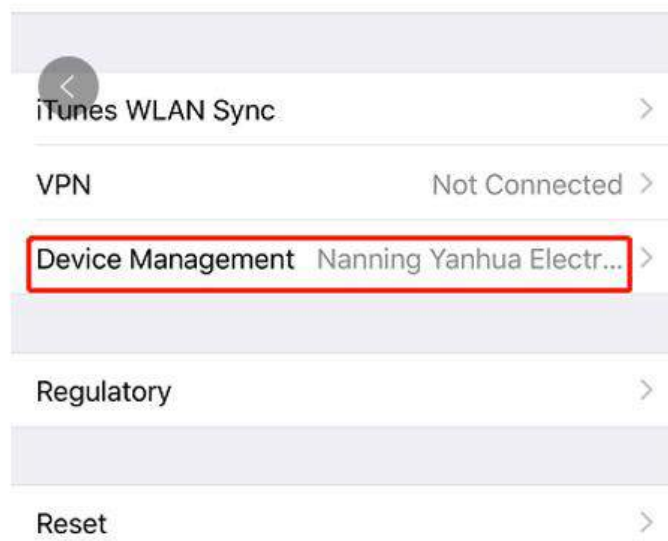 iTunes WLAN Sync
VPN Not Connected
Device Management Nanning Yanhua Electr...
Regulatory
Reset